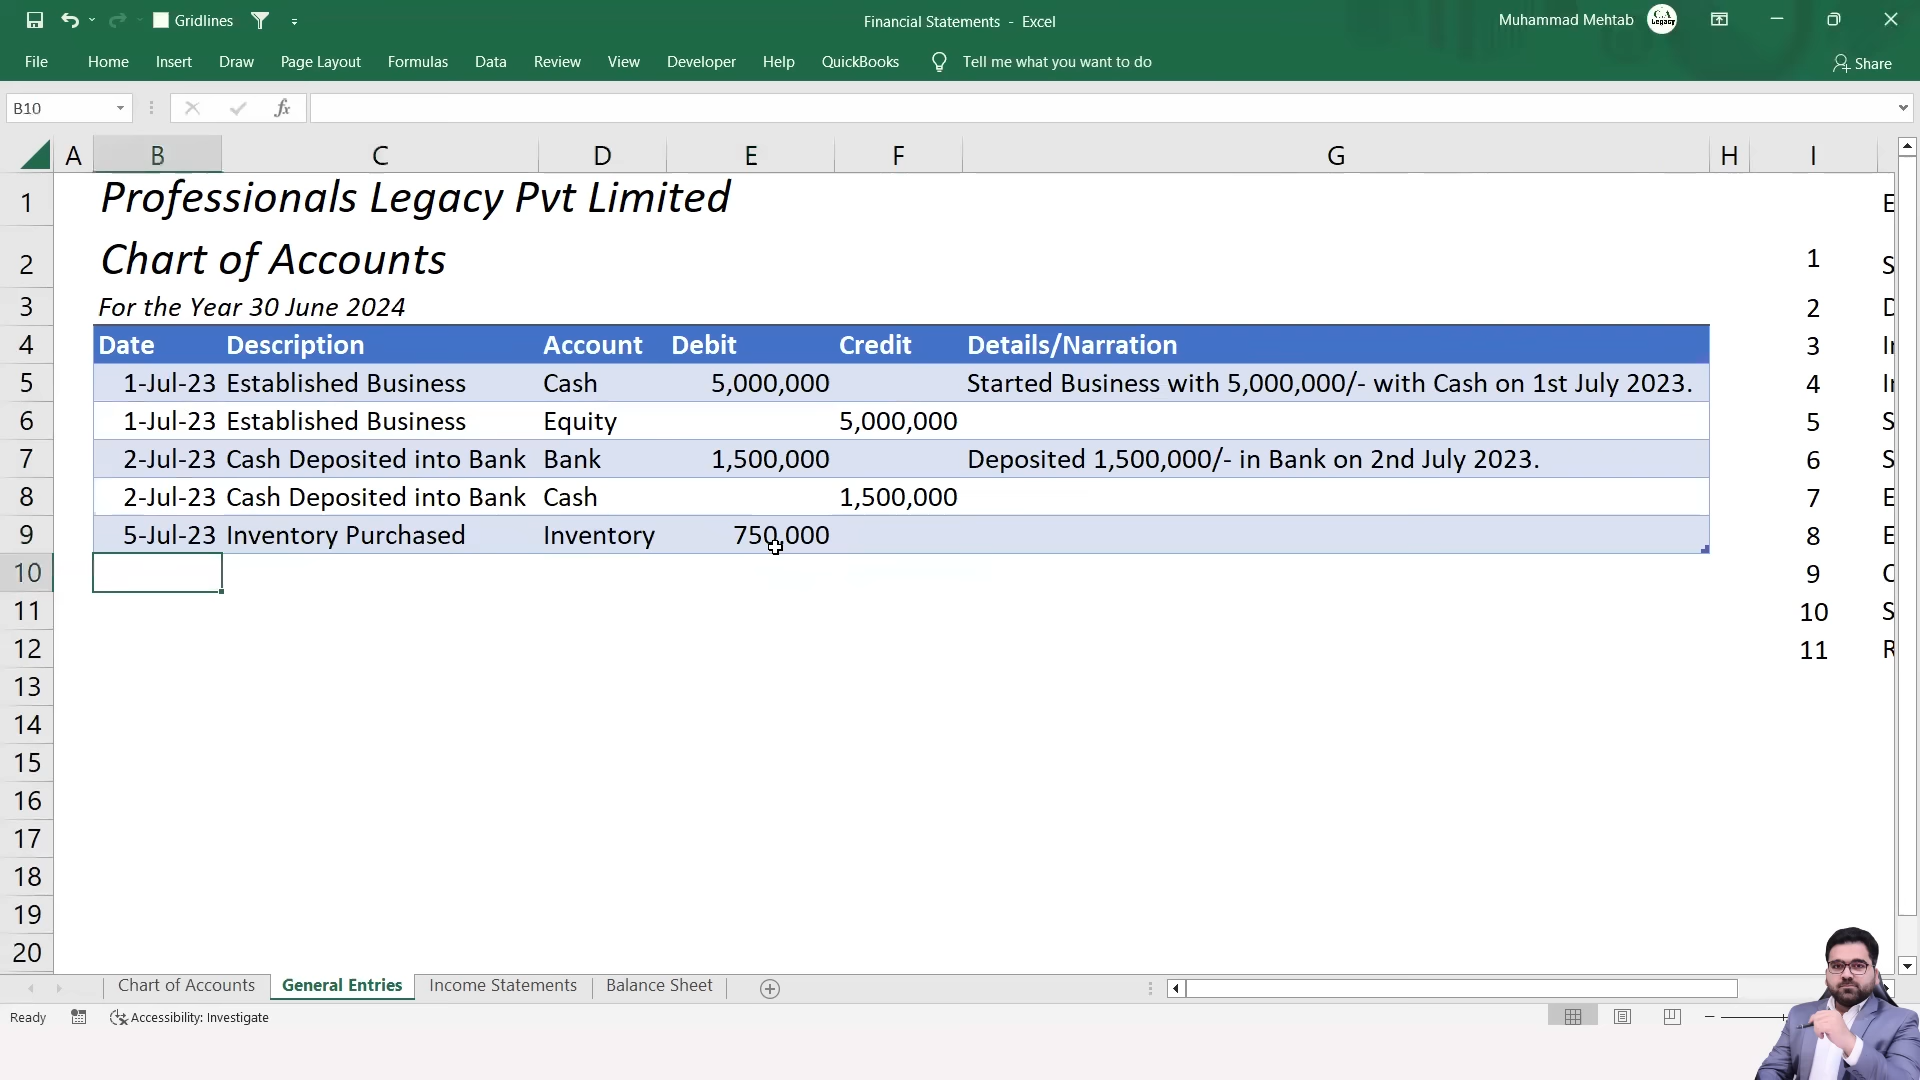 Gridlines
Financial Statements - Excel
Muhammad Mehtab
C.A
Legacy
File Home Insert Draw Page Layout Formulas Data Review View Developer Help QuickBooks Tell me what you want to do
Share
B10
fx
A B C D E F G H I
1 Professionals Legacy Pvt Limited E
2 Chart of Accounts 1 S
3 For the Year 30 June 2024 2 D
4 Date Description Account Debit Credit Details/Narration 3
5 1-Jul-23 Established Business Cash 5,000,000 Started Business with 5,000,000/- with Cash on 1st July 2023. 4
6 1-Jul-23 Established Business Equity 5,000,000 5 S
7 2-Jul-23 Cash Deposited into Bank Bank 1,500,000 Deposited 1,500,000/- in Bank on 2nd July 2023. 6 S
8 2-Jul-23 Cash Deposited into Bank Cash 1,500,000 7 E
9 5-Jul-23 Inventory Purchased Inventory 750,000 8 E
10 9
11 10 S
12 11 R
13
14
15
16
17
18
19
20
Chart of Accounts General Entries Income Statements Balance Sheet
Ready Accessibility: Investigate